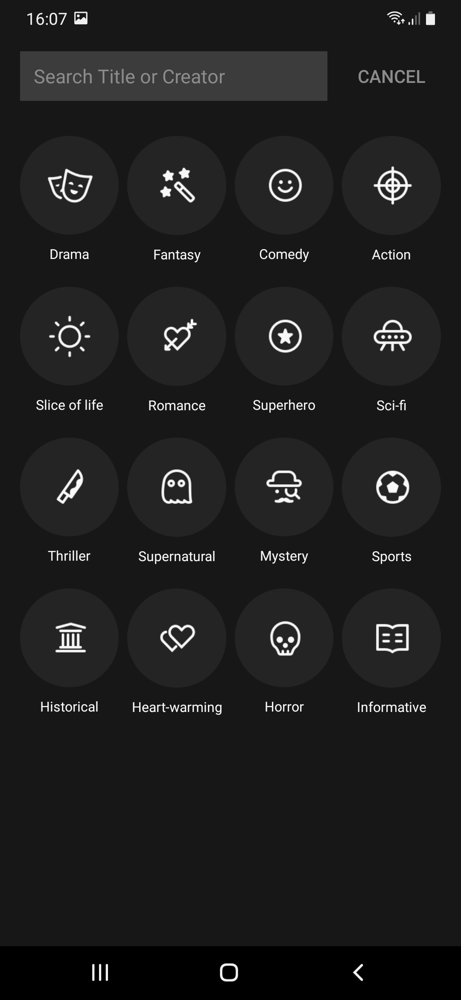 16:07
Search Title or Creator
CANCEL
Drama
Fantasy
Comedy
Action
Slice of life
Romance
Superhero
Sci-fi
Thriller
Supernatural
Mystery
Sports
Historical
Heart-warming
Horror
Informative